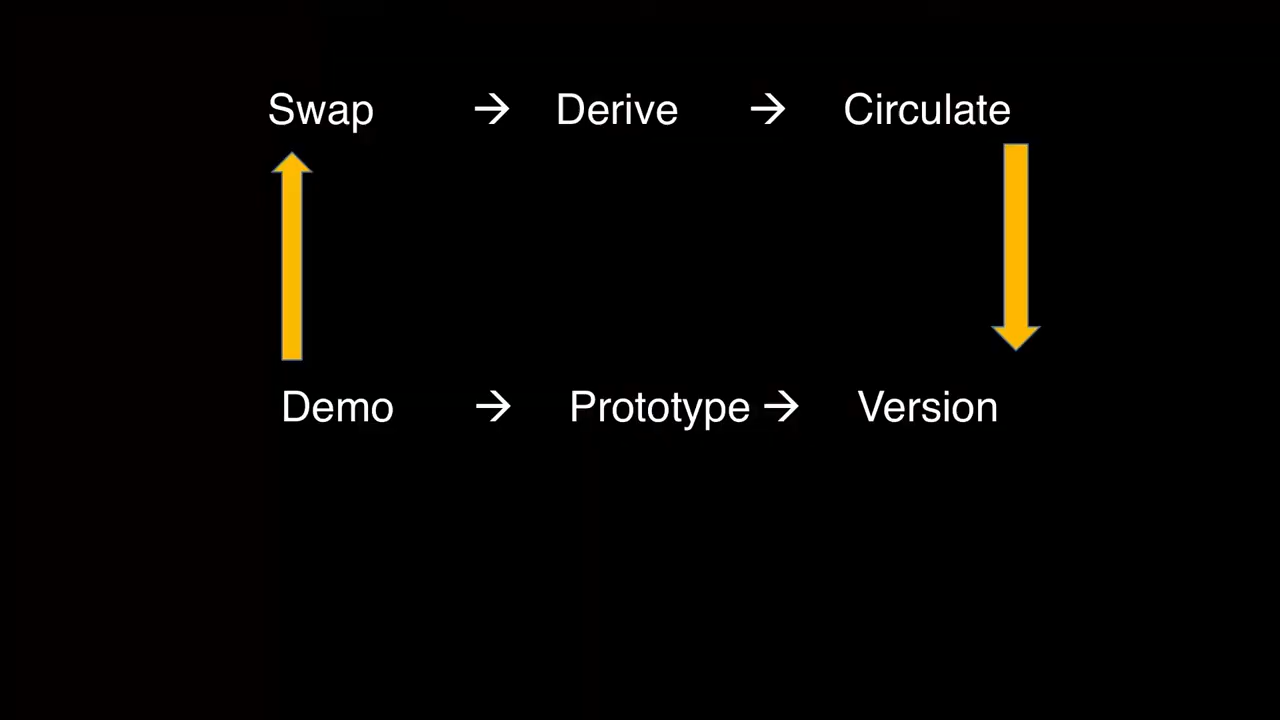 Swap → Derive → Circulate
Demo → Prototype → Version